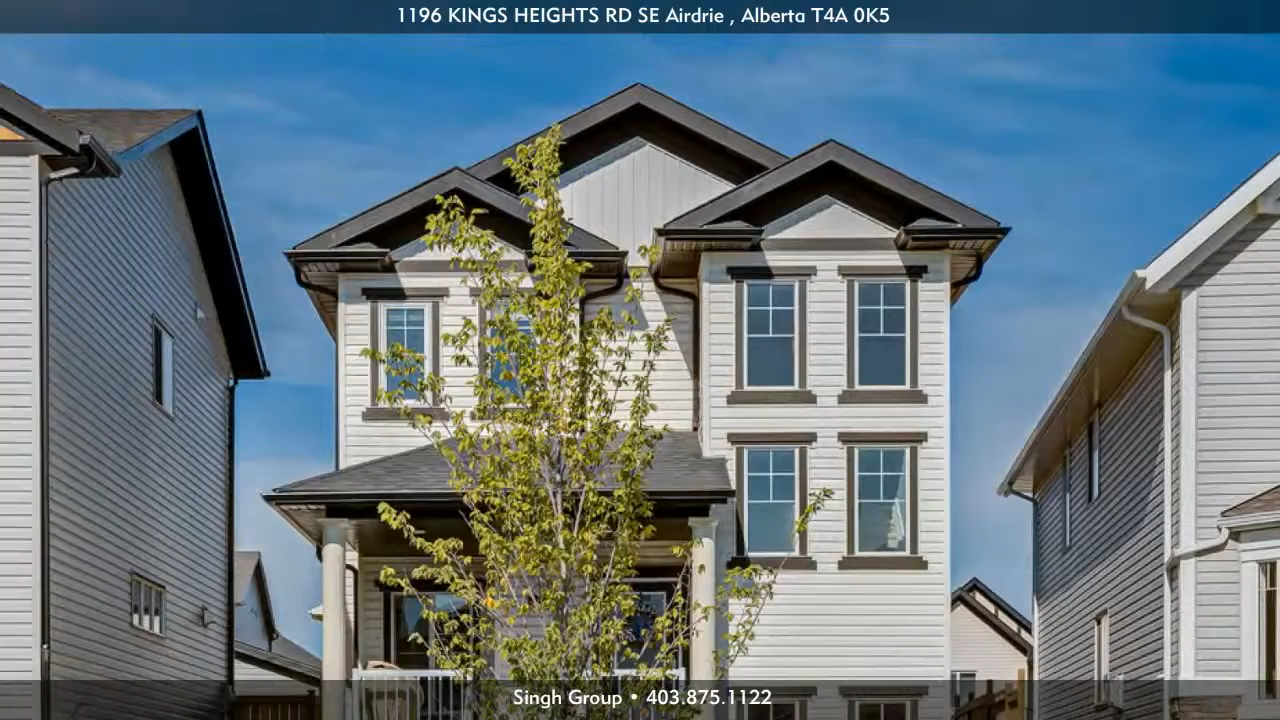 1196 KINGS HEIGHTS RD SE Airdrie , Alberta T4A 0K5
Singh Group • 403.875.1122